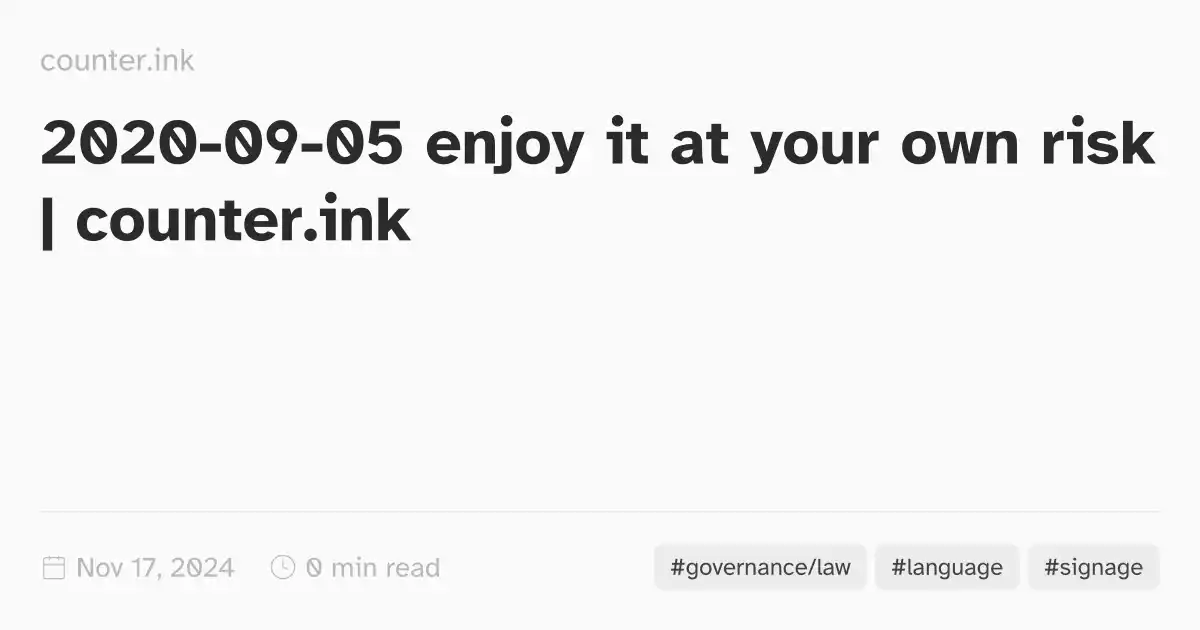 counter.ink
2020-09-05 enjoy it at your own risk
| counter.ink
Nov 17, 2024 0 min read #governance/law #language #signage